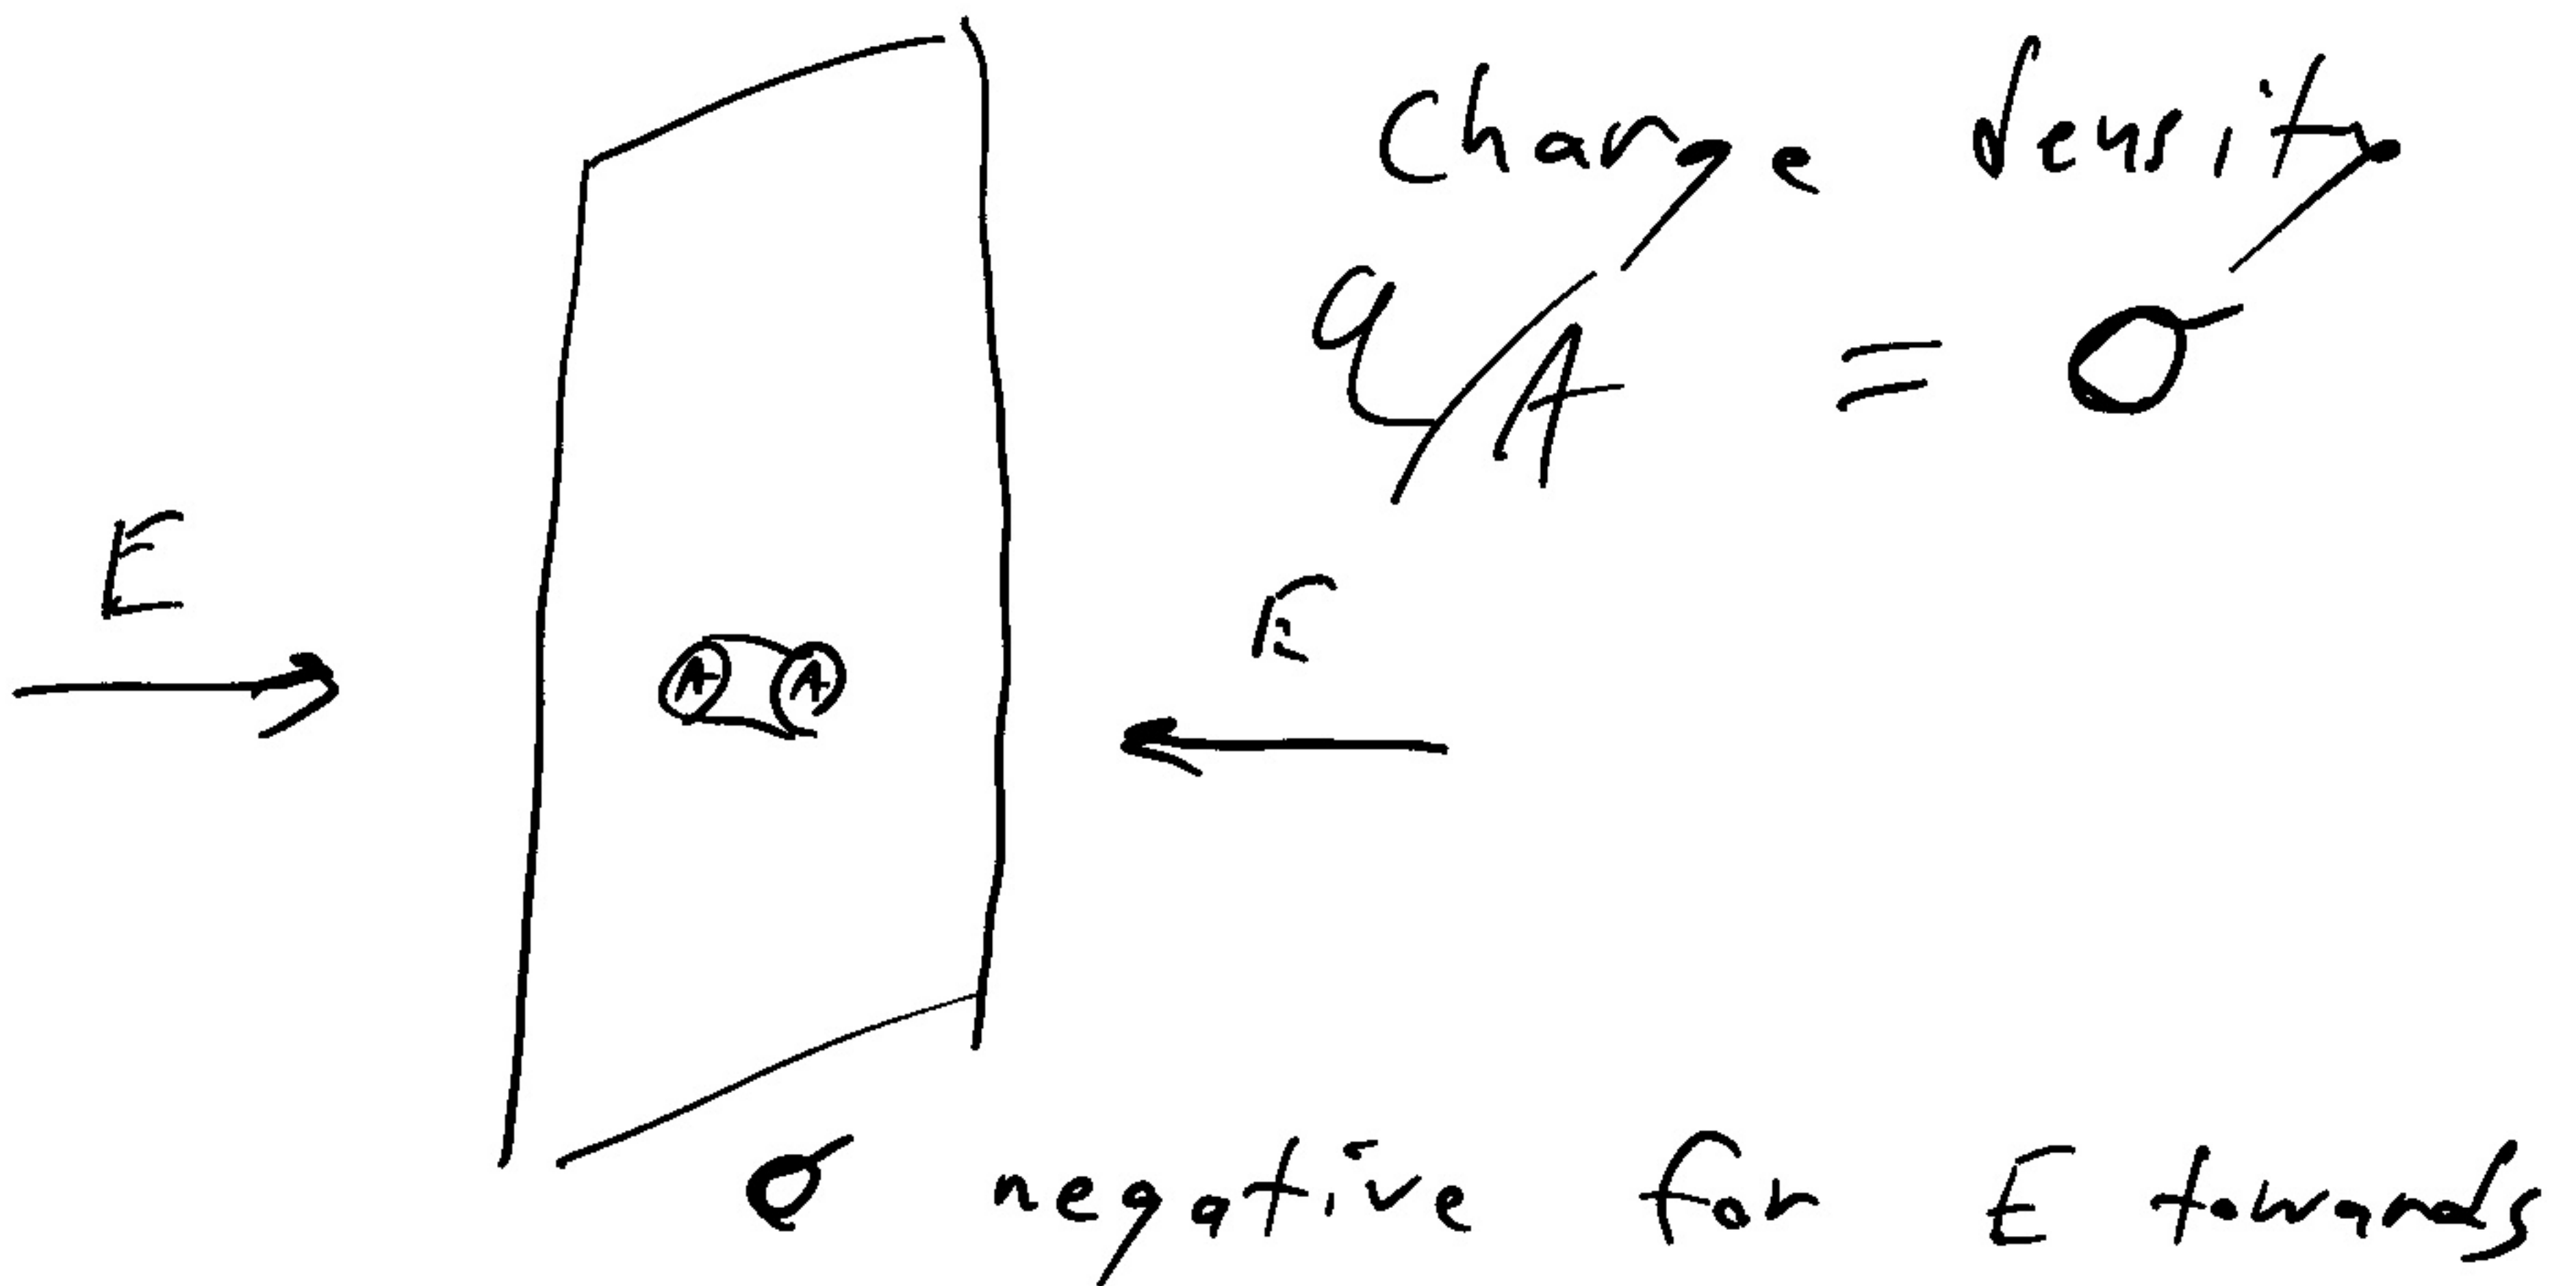 Charge density
q/A = σ
E
E
A A
σ negative for E towards